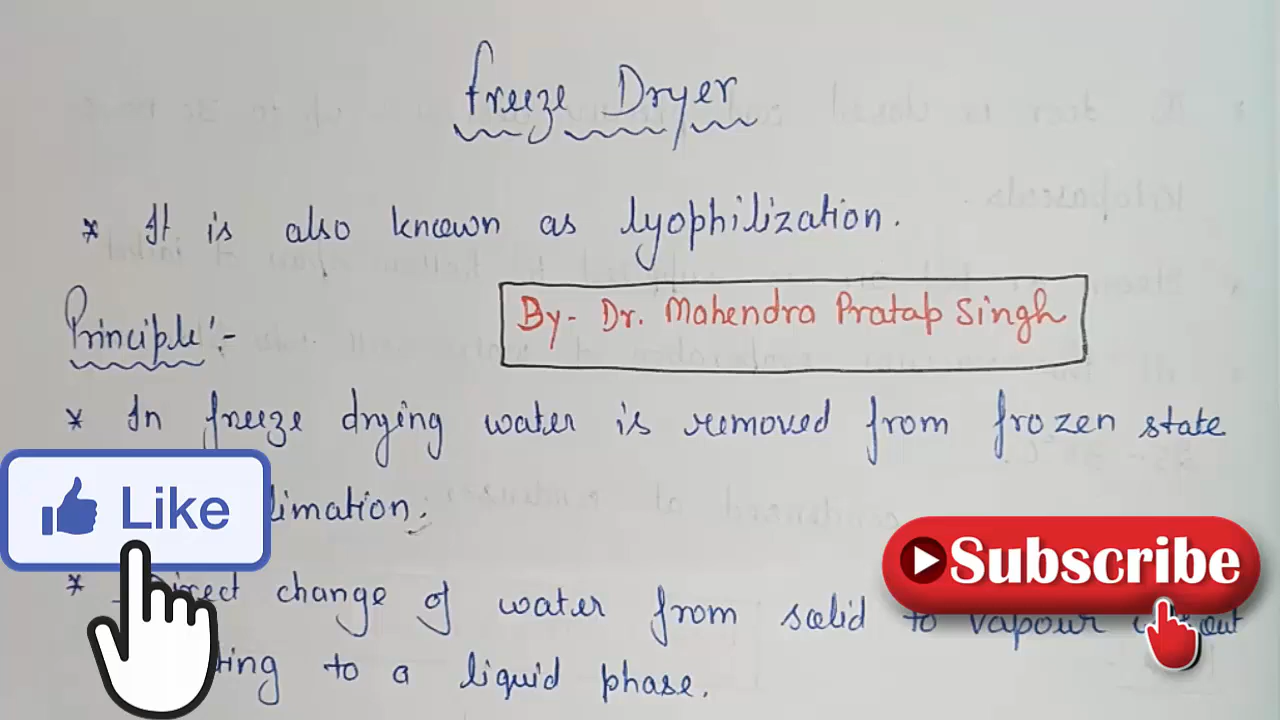 Freeze Dryer
* It is also known as lyophilization.
By- Dr. Mahendra Pratap Singh
Principle:-
* In freeze drying water is removed from frozen state
limation.
Like
Subscribe
* Direct change of water from solid to vapour
to a liquid phase.